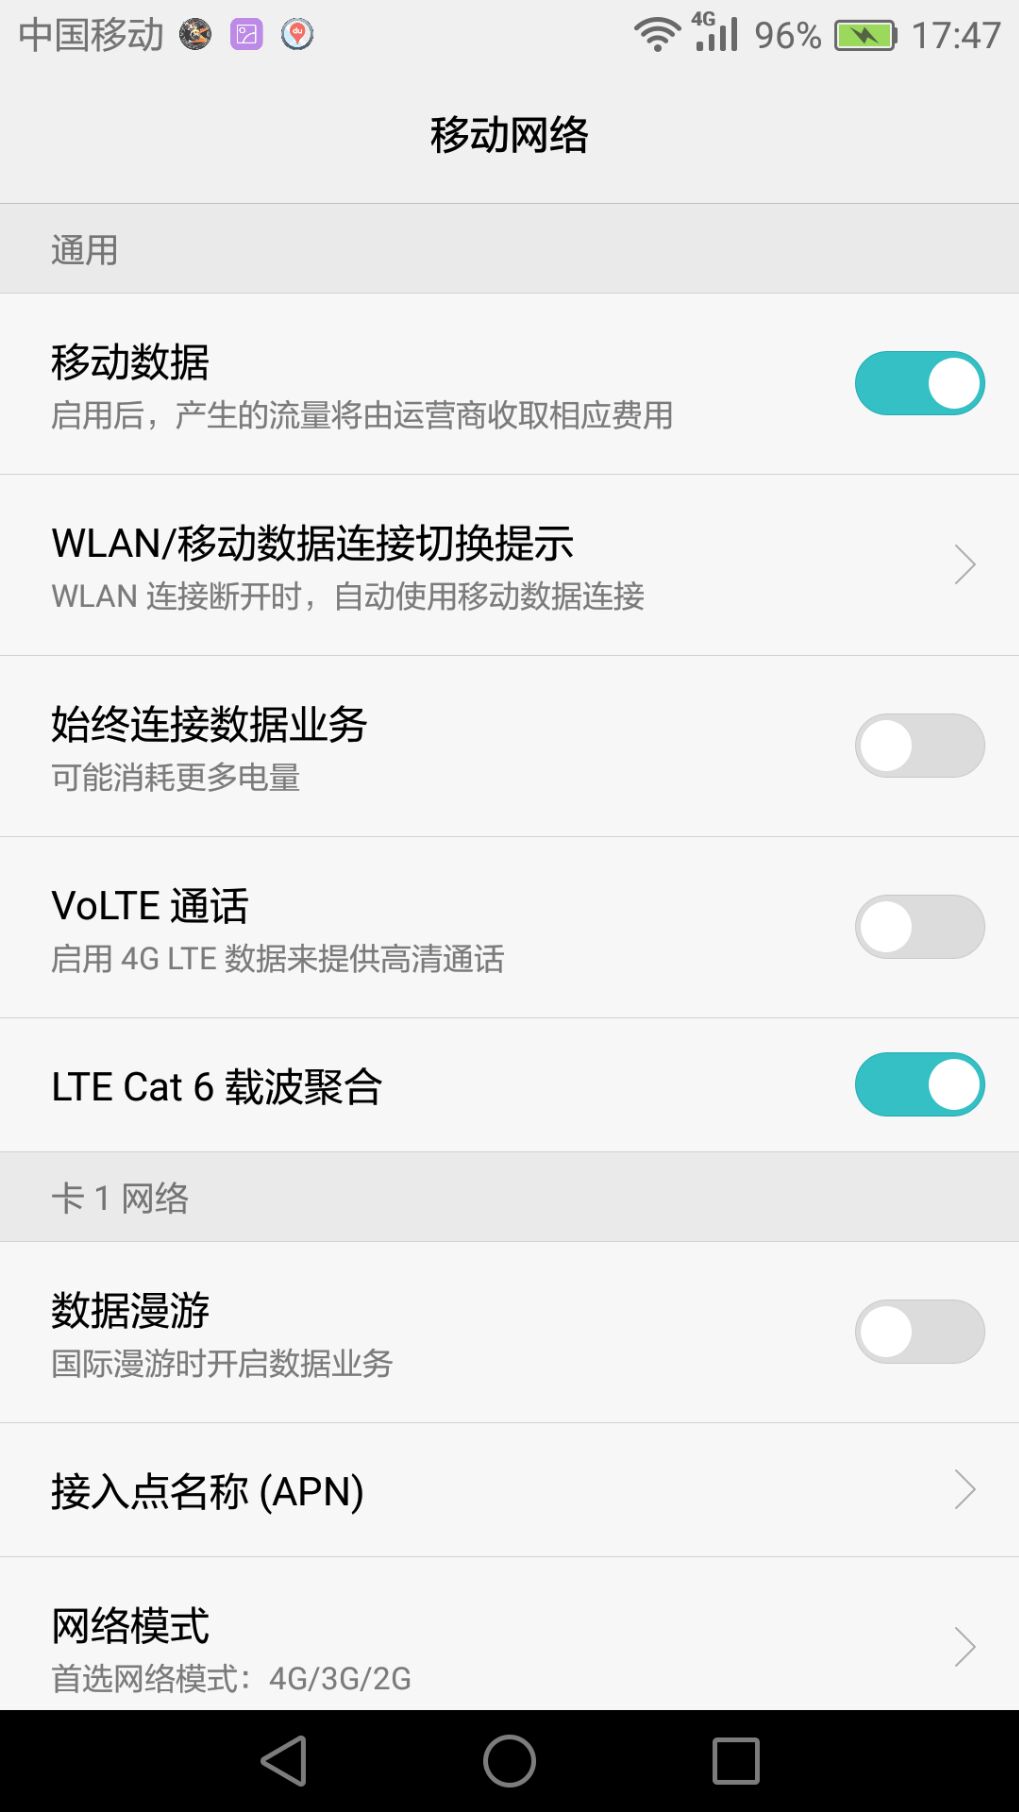 中国移动 4G 96% 17:47
移动网络
通用
移动数据
启用后，产生的流量将由运营商收取相应费用
WLAN/移动数据连接切换提示
WLAN 连接断开时，自动使用移动数据连接
始终连接数据业务
可能消耗更多电量
VoLTE 通话
启用 4G LTE 数据来提供高清通话
LTE Cat 6 载波聚合
卡 1 网络
数据漫游
国际漫游时开启数据业务
接入点名称 (APN)
网络模式
首选网络模式：4G/3G/2G